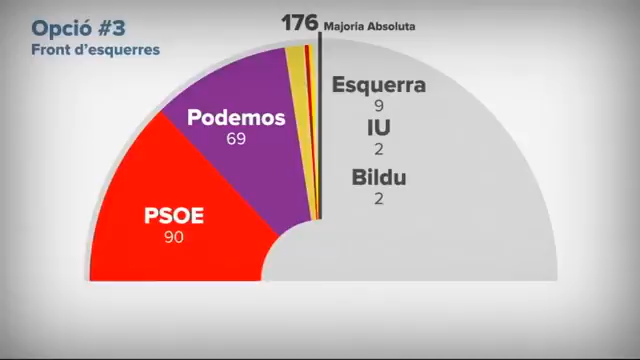 Opció #3
Front d'esquerres
176 Majoria Absoluta
Podemos
69
PSOE
90
Esquerra
9
IU
2
Bildu
2